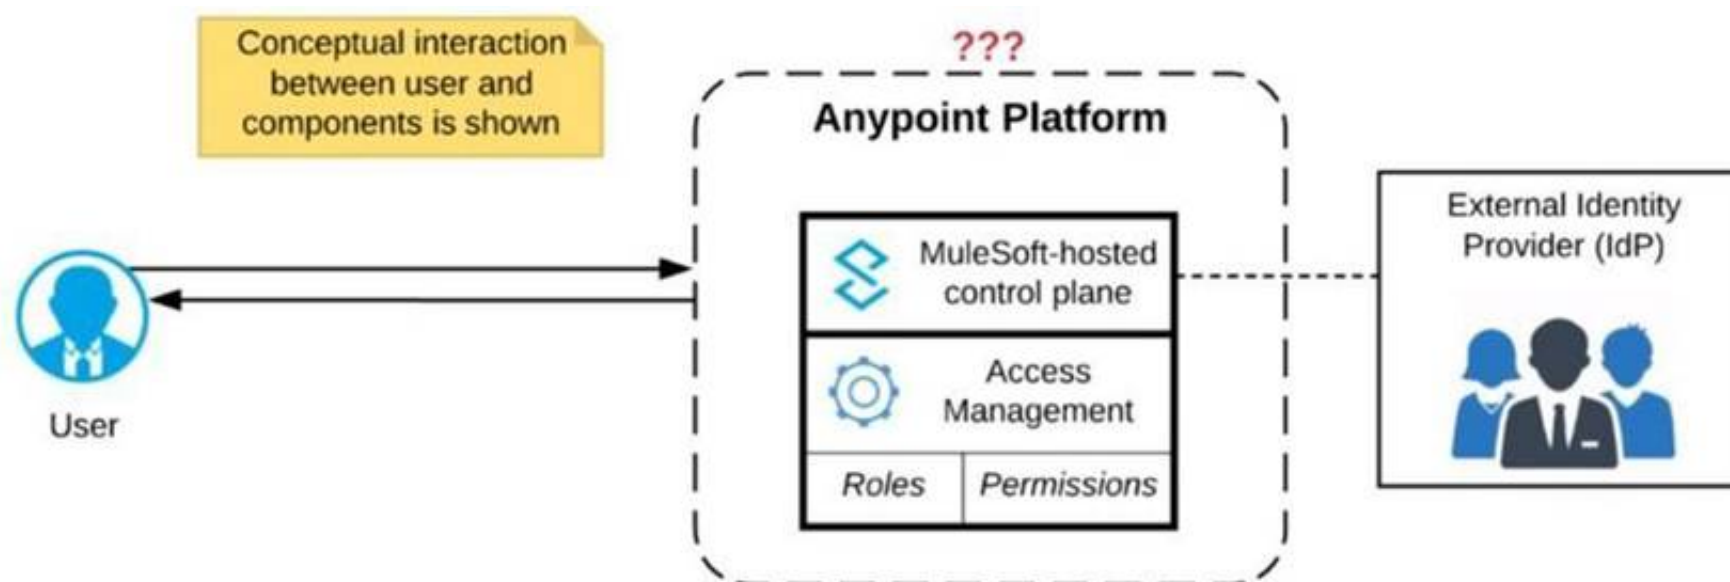 Conceptual interaction
between user and
components is shown
???
Anypoint Platform
MuleSoft-hosted
control plane
Access
Management
Roles
Permissions
External Identity
Provider (IdP)
User